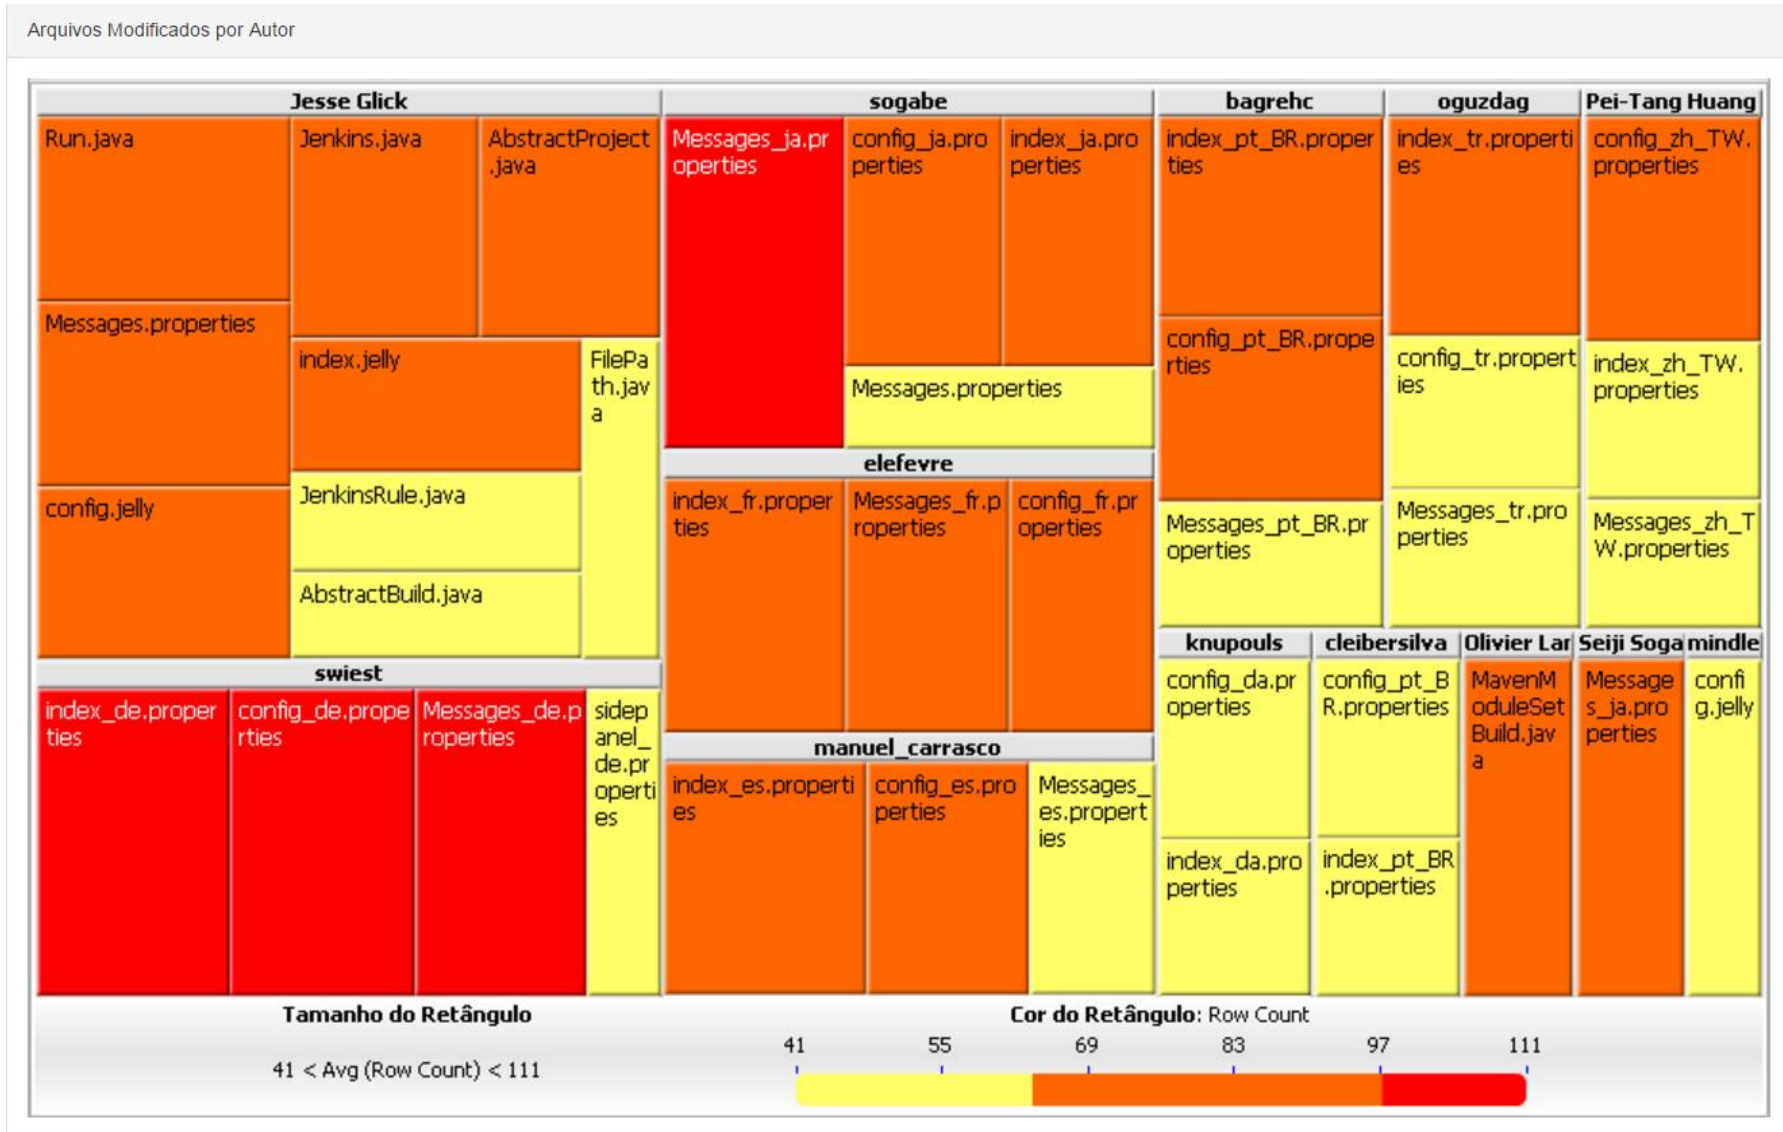 Arquivos Modificados por Autor
Jesse Glick
Run.java
Jenkins.java
AbstractProject
.java
Messages.properties
index.jelly
FilePa
th.jav
a
config.jelly
JenkinsRule.java
AbstractBuild.java
swiest
index_de.proper
ties
config_de.prope
rties
Messages_de.p
roperties
sidep
anel_
de.pr
operti
es
sogabe
Messages_ja.pr
operties
config_ja.pro
perties
index_ja.pro
perties
Messages.properties
elefevre
index_fr.proper
ties
Messages_fr.p
roperties
config_fr.pr
operties
manuel_carrasco
index_es.properti
es
config_es.pro
perties
Messages_
es.propert
ies
bagrehc
index_pt_BR.proper
ties
config_pt_BR.prope
rties
Messages_pt_BR.pr
operties
oguzdag
index_tr.properti
es
config_tr.propert
ies
Messages_tr.pro
perties
Pei-Tang Huang
config_zh_TW.
properties
index_zh_TW.
properties
Messages_zh_T
W.properties
knupouls
config_da.pr
operties
index_da.pro
perties
cleibersilva
config_pt_B
R.properties
index_pt_BR
.properties
Olivier Lar
MavenM
oduleSet
Build.jav
a
Seiji Soga
Message
s_ja.pro
perties
mindle
confi
g.jelly
Tamanho do Retângulo
41 < Avg (Row Count) < 111
Cor do Retângulo: Row Count
41 55 69 83 97 111